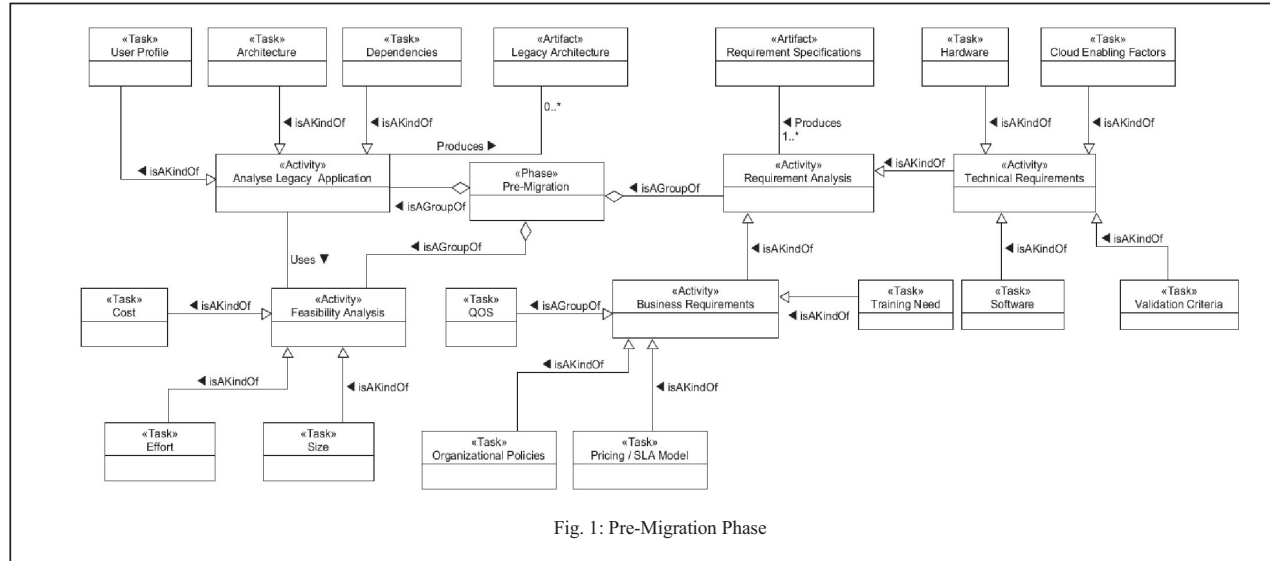 «Task»
User Profile
«Task»
Architecture
«Task»
Dependencies
«Artifact»
Legacy Architecture
«Artifact»
Requirement Specifications
«Task»
Hardware
«Task»
Cloud Enabling Factors
0..*
◀ isAKindOf
◀ isAKindOf
Produces ▶
◀ Produces
1..*
◀ isAKindOf
◀ isAKindOf
◀ isAKindOf
«Activity»
Analyse Legacy Application
«Phase»
Pre-Migration
◀ isAGroupOf
◀ isAGroupOf
«Activity»
Requirement Analysis
◀ isAKindOf
«Activity»
Technical Requirements
◀ isAGroupOf
◀ isAKindOf
◀ isAKindOf
◀ isAKindOf
Uses ▼
«Task»
Cost
◀ isAKindOf
«Activity»
Feasibility Analysis
«Task»
QOS
◀ isAGroupOf
«Activity»
Business Requirements
◀ isAKindOf
«Task»
Training Need
«Task»
Software
«Task»
Validation Criteria
◀ isAKindOf
◀ isAKindOf
◀ isAKindOf
◀ isAKindOf
«Task»
Effort
«Task»
Size
«Task»
Organizational Policies
«Task»
Pricing / SLA Model
Fig. 1: Pre-Migration Phase